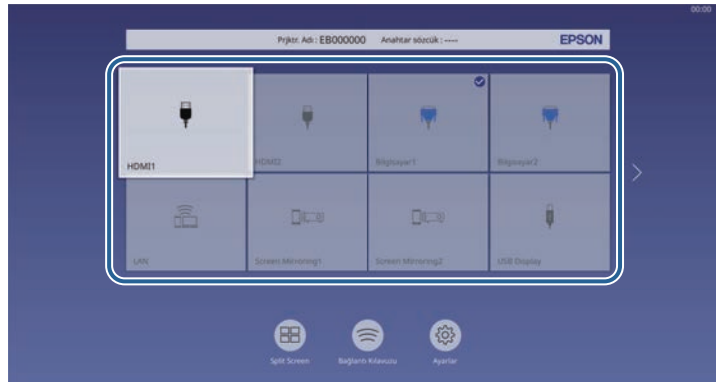 00:00
Prjktr. Adı : EB000000 Anahtar sözcük : ---- EPSON
HDMI1 HDMI2 Bilgisayar1 Bilgisayar2
LAN Screen Mirroring1 Screen Mirroring2 USB Display
Split Screen Bağlantı Kılavuzu Ayarlar